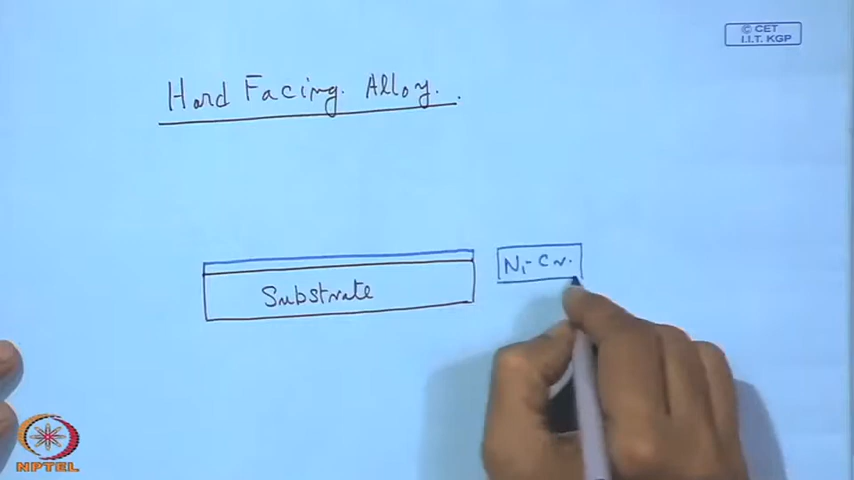 © CET
I.I.T. KGP
Hard Facing. Alloy.
Ni-Cr.
Substrate
NPTEL